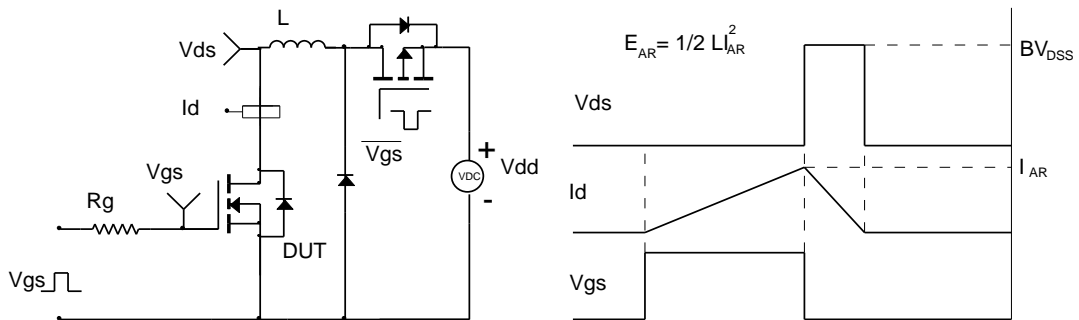 L
Vds
Id
Vgs
Rg
DUT
Vgs
Vgs
+
VDC
-
Vdd
E_AR = 1/2 LI_AR^2
BV_DSS
Vds
I_AR
Id
Vgs